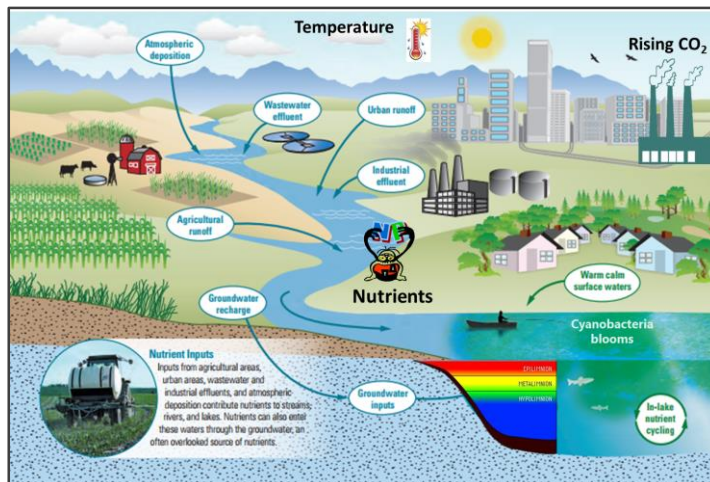 Temperature
Rising CO₂
Atmospheric
deposition
Wastewater
effluent
Urban runoff
Industrial
effluent
Agricultural
runoff
Nutrients
Warm calm
surface waters
Groundwater
recharge
Cyanobacteria
blooms
Nutrient Inputs
Inputs from agricultural areas,
urban areas, wastewater and
industrial effluents, and atmospheric
deposition contribute nutrients to streams,
rivers, and lakes. Nutrients can also enter
these waters through the groundwater, an
often overlooked source of nutrients.
Groundwater
inputs
EPILIMNION
METALIMNION
HYPOLIMNION
In-lake
nutrient
cycling